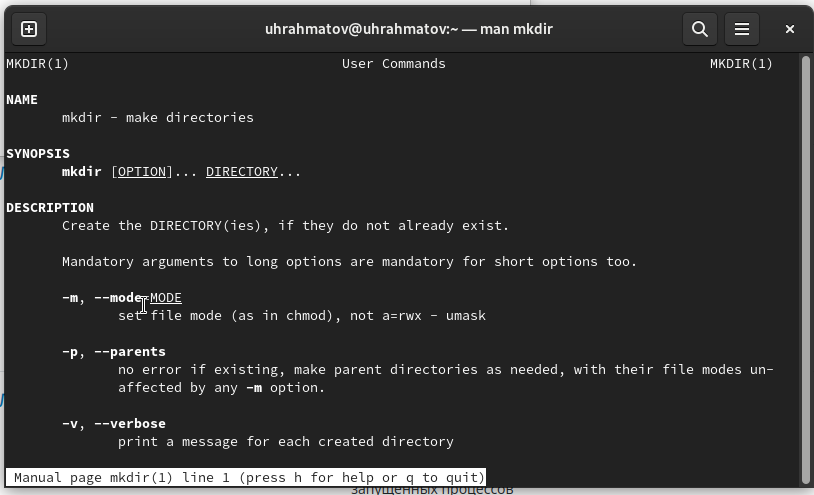 uhrahmatov@uhrahmatov:~ — man mkdir
MKDIR(1) User Commands MKDIR(1)
NAME
mkdir - make directories
SYNOPSIS
mkdir [OPTION]... DIRECTORY...
DESCRIPTION
Create the DIRECTORY(ies), if they do not already exist.
Mandatory arguments to long options are mandatory for short options too.
-m, --mode=MODE
set file mode (as in chmod), not a=rwx - umask
-p, --parents
no error if existing, make parent directories as needed, with their file modes un-
affected by any -m option.
-v, --verbose
print a message for each created directory
Manual page mkdir(1) line 1 (press h for help or q to quit)
запущенных процессов